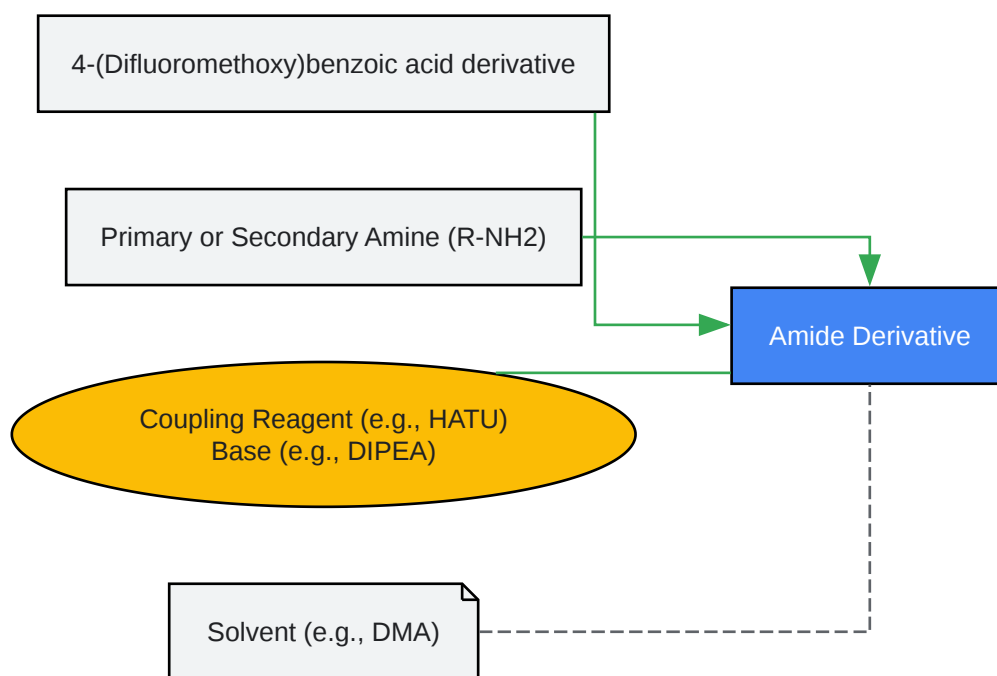 4-(Difluoromethoxy)benzoic acid derivative
Primary or Secondary Amine (R-NH2)
Amide Derivative
Coupling Reagent (e.g., HATU)
Base (e.g., DIPEA)
Solvent (e.g., DMA)